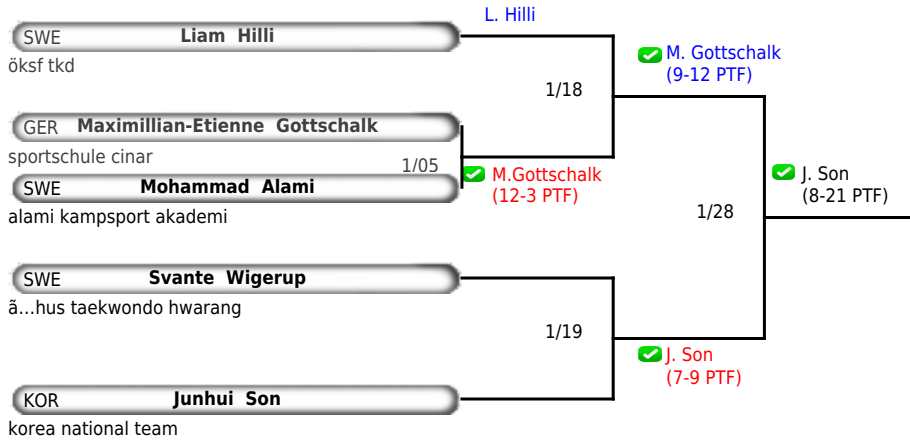 L. Hilli
SWE Liam Hilli
öksf tkd
M. Gottschalk
(9-12 PTF)
1/18
GER Maximillian-Etienne Gottschalk
sportschule cinar
1/05
M.Gottschalk
(12-3 PTF)
SWE Mohammad Alami
alami kampsport akademi
J. Son
(8-21 PTF)
1/28
SWE Svante Wigerup
ã...hus taekwondo hwarang
1/19
J. Son
(7-9 PTF)
KOR Junhui Son
korea national team